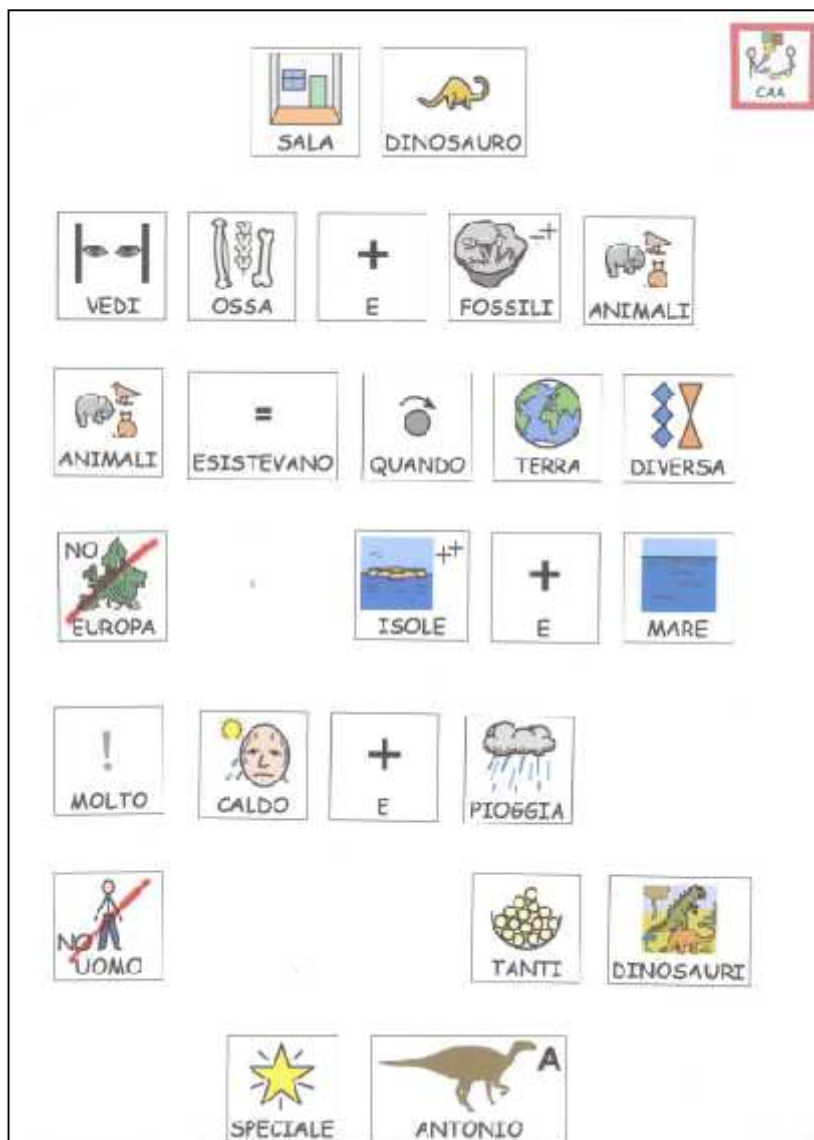 CAA
SALA DINOSAURO
VEDI OSSA E FOSSILI ANIMALI
ANIMALI ESISTEVANO QUANDO TERRA DIVERSA
NO EUROPA ISOLE E MARE
MOLTO CALDO E PIOGGIA
NO UOMO TANTI DINOSAURI
A
SPECIALE ANTONIO